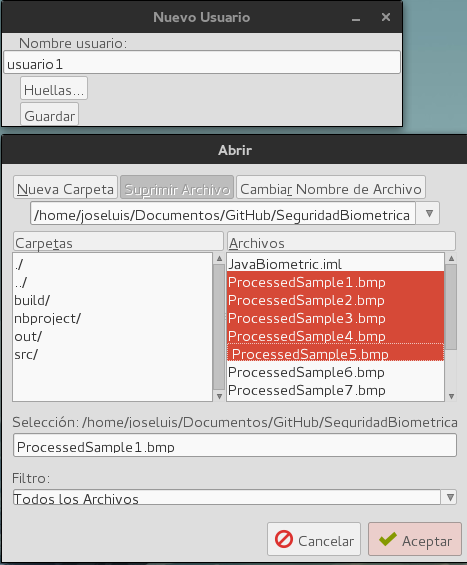 Nuevo Usuario
Nombre usuario:
usuario1
Huellas...
Guardar
Abrir
Nueva Carpeta Suprimir Archivo Cambiar Nombre de Archivo
/home/joseluis/Documentos/GitHub/SeguridadBiometrica
Carpetas
./
../
build/
nbproject/
out/
src/
Archivos
JavaBiometric.iml
ProcessedSample1.bmp
ProcessedSample2.bmp
ProcessedSample3.bmp
ProcessedSample4.bmp
ProcessedSample5.bmp
ProcessedSample6.bmp
ProcessedSample7.bmp
Selección: /home/joseluis/Documentos/GitHub/SeguridadBiometrica
ProcessedSample1.bmp
Filtro:
Todos los Archivos
Cancelar Aceptar